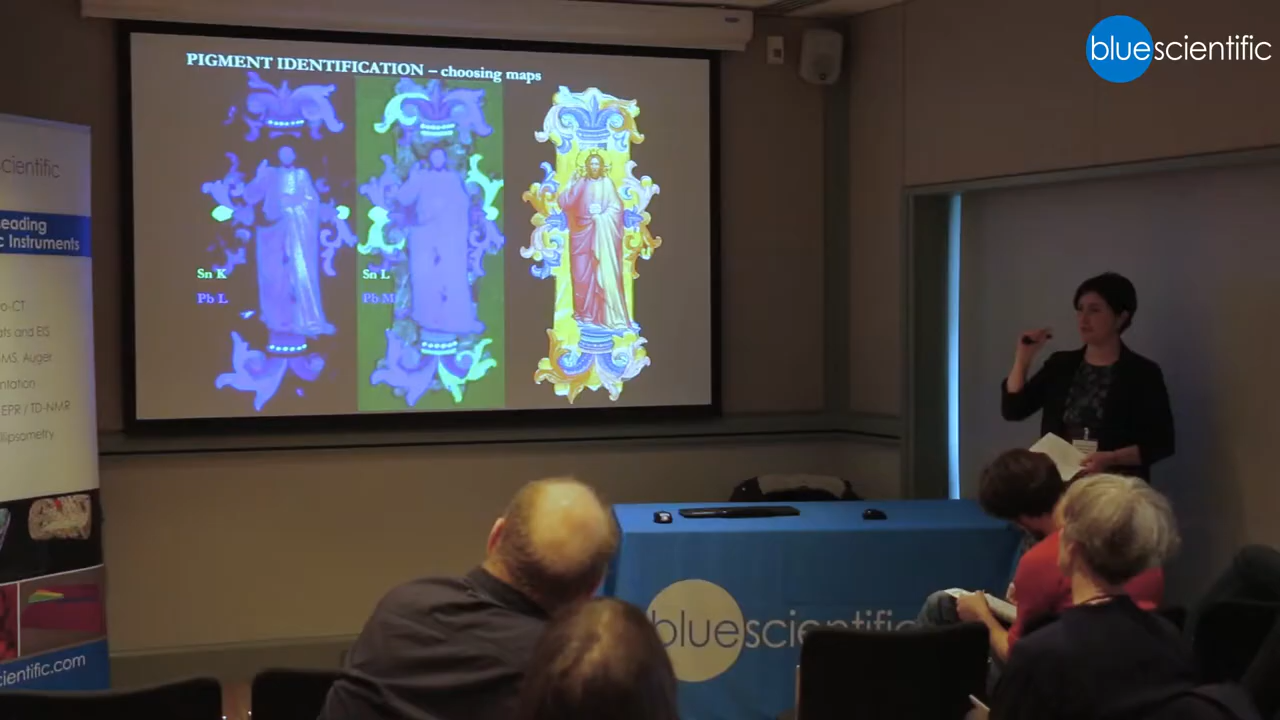 bluescientific
PIGMENT IDENTIFICATION – choosing maps
Sn K
Pb L
Sn L
Pb M
cientific
eading
c Instruments
o-CT
ats and EIS
MS, Auger
ntation
EPR / TD-NMR
llipsometry
cientific.com
bluescientific